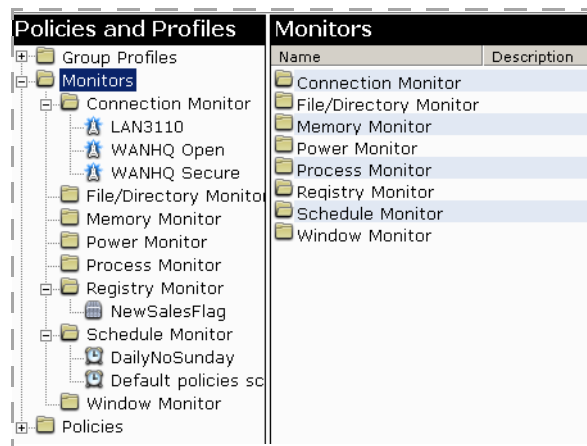 Policies and Profiles
Group Profiles
Monitors
Connection Monitor
LAN3110
WANHQ Open
WANHQ Secure
File/Directory Monito
Memory Monitor
Power Monitor
Process Monitor
Registry Monitor
NewSalesFlag
Schedule Monitor
DailyNoSunday
Default policies sc
Window Monitor
Policies
Monitors
Name Description
Connection Monitor
File/Directory Monitor
Memory Monitor
Power Monitor
Process Monitor
Registry Monitor
Schedule Monitor
Window Monitor